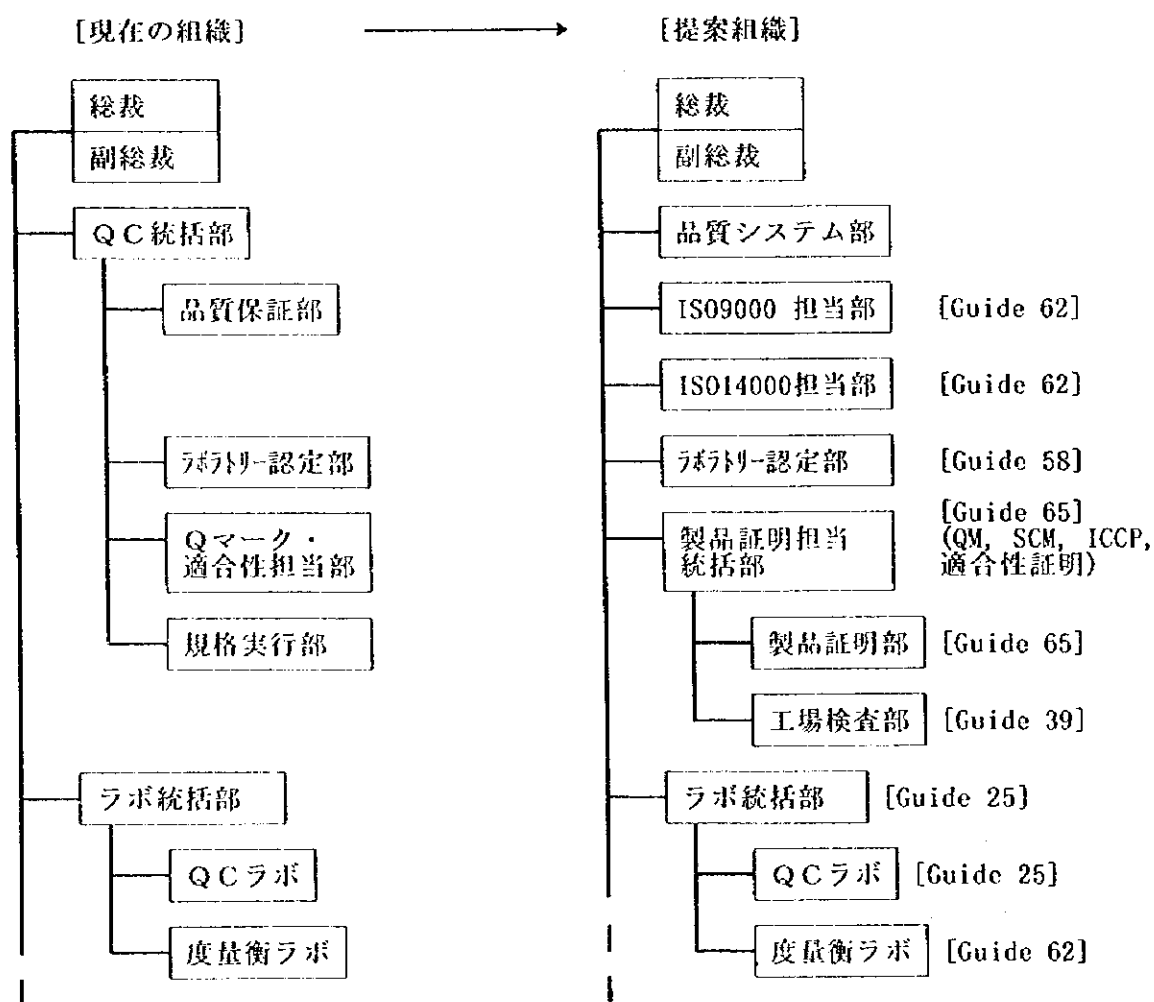 [現在の組織]
[提案組織]
総裁
副総裁
QC統括部
品質保証部
ラボラトリー認定部
Qマーク・
適合性担当部
規格実行部
ラボ統括部
QCラボ
度量衡ラボ
総裁
副総裁
品質システム部
ISO9000 担当部 [Guide 62]
ISO14000担当部 [Guide 62]
ラボラトリー認定部 [Guide 58]
製品証明担当
統括部
[Guide 65]
(QM, SCM, ICCP,
適合性証明)
製品証明部 [Guide 65]
工場検査部 [Guide 39]
ラボ統括部 [Guide 25]
QCラボ [Guide 25]
度量衡ラボ [Guide 62]